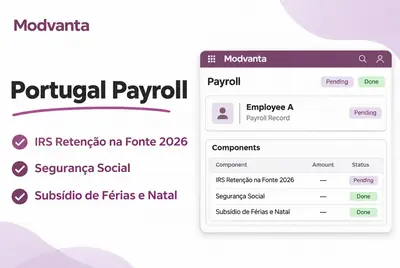 Modvanta
Portugal Payroll
IRS Retenção na Fonte 2026
Segurança Social
Subsídio de Férias e Natal
Modvanta
Payroll
Pending
Done
Employee A
Payroll Record
Pending
Components
Component Amount Status
IRS Retenção na Fonte 2026 — Pending
Segurança Social — Done
Subsídio de Férias e Natal — Done